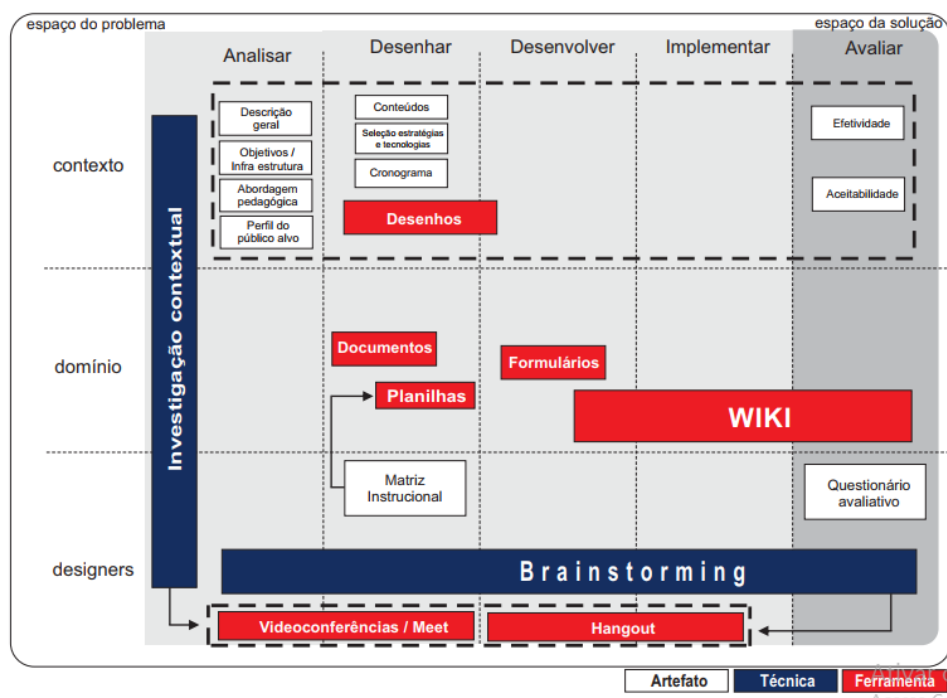 espaço do problema
espaço da solução
Analisar
Desenhar
Desenvolver
Implementar
Avaliar
contexto
Descrição
geral
Objetivos /
Infra estrutura
Abordagem
pedagógica
Perfil do
público alvo
Conteúdos
Seleção estratégias
e tecnologias
Cronograma
Desenhos
Efetividade
Aceitabilidade
Investigação contextual
domínio
Documentos
Planilhas
Formulários
WIKI
Matriz
Instrucional
Questionário
avaliativo
designers
Brainstorming
Videoconferências / Meet
Hangout
Artefato
Técnica
Ferramenta
Ativar